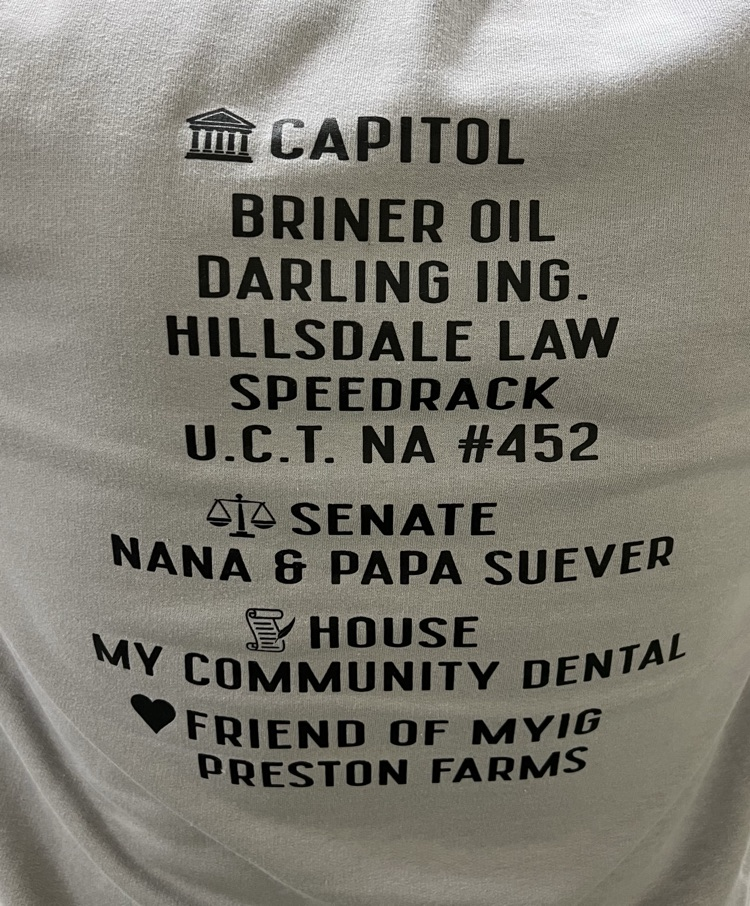 CAPITOL
BRINER OIL
DARLING ING.
HILLSDALE LAW
SPEEDRACK
U.C.T. NA #452
SENATE
NANA & PAPA SUEVER
HOUSE
MY COMMUNITY DENTAL
FRIEND OF MYIG
PRESTON FARMS